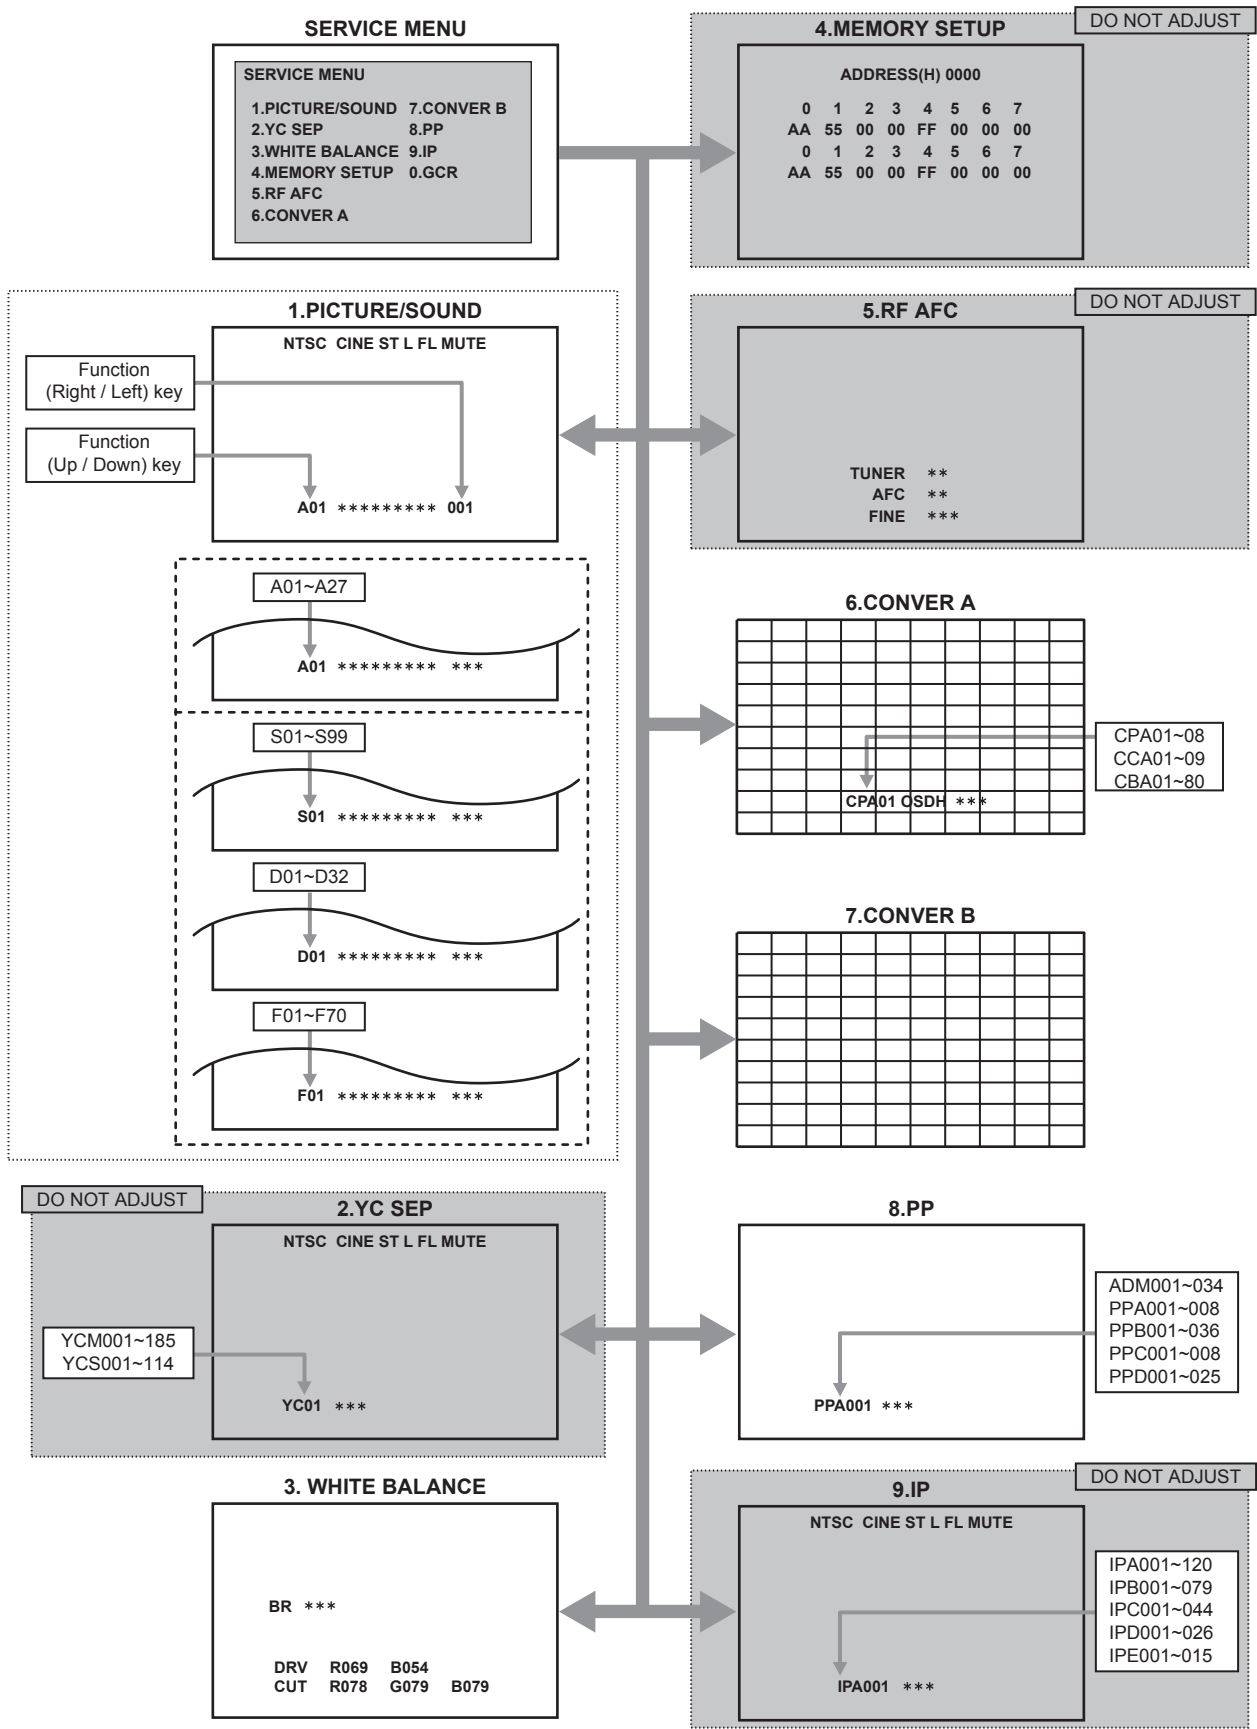 SERVICE MENU
SERVICE MENU
1.PICTURE/SOUND 7.CONVER B
2.YC SEP 8.PP
3.WHITE BALANCE 9.IP
4.MEMORY SETUP 0.GCR
5.RF AFC
6.CONVER A
DO NOT ADJUST
4.MEMORY SETUP
ADDRESS(H) 0000
0 1 2 3 4 5 6 7
AA 55 00 00 FF 00 00 00
0 1 2 3 4 5 6 7
AA 55 00 00 FF 00 00 00
1.PICTURE/SOUND
NTSC CINE ST L FL MUTE
Function
(Right / Left) key
Function
(Up / Down) key
A01 ********* 001
A01~A27
A01 ********* ***
S01~S99
S01 ********* ***
D01~D32
D01 ********* ***
F01~F70
F01 ********* ***
DO NOT ADJUST
5.RF AFC
TUNER **
AFC **
FINE ***
6.CONVER A
CPA01~08
CCA01~09
CBA01~80
CPA01 OSDH ***
7.CONVER B
DO NOT ADJUST
2.YC SEP
NTSC CINE ST L FL MUTE
YCM001~185
YCS001~114
YC01 ***
8.PP
ADM001~034
PPA001~008
PPB001~036
PPC001~008
PPD001~025
PPA001 ***
3. WHITE BALANCE
BR ***
DRV R069 B054
CUT R078 G079 B079
DO NOT ADJUST
9.IP
NTSC CINE ST L FL MUTE
IPA001~120
IPB001~079
IPC001~044
IPD001~026
IPE001~015
IPA001 ***